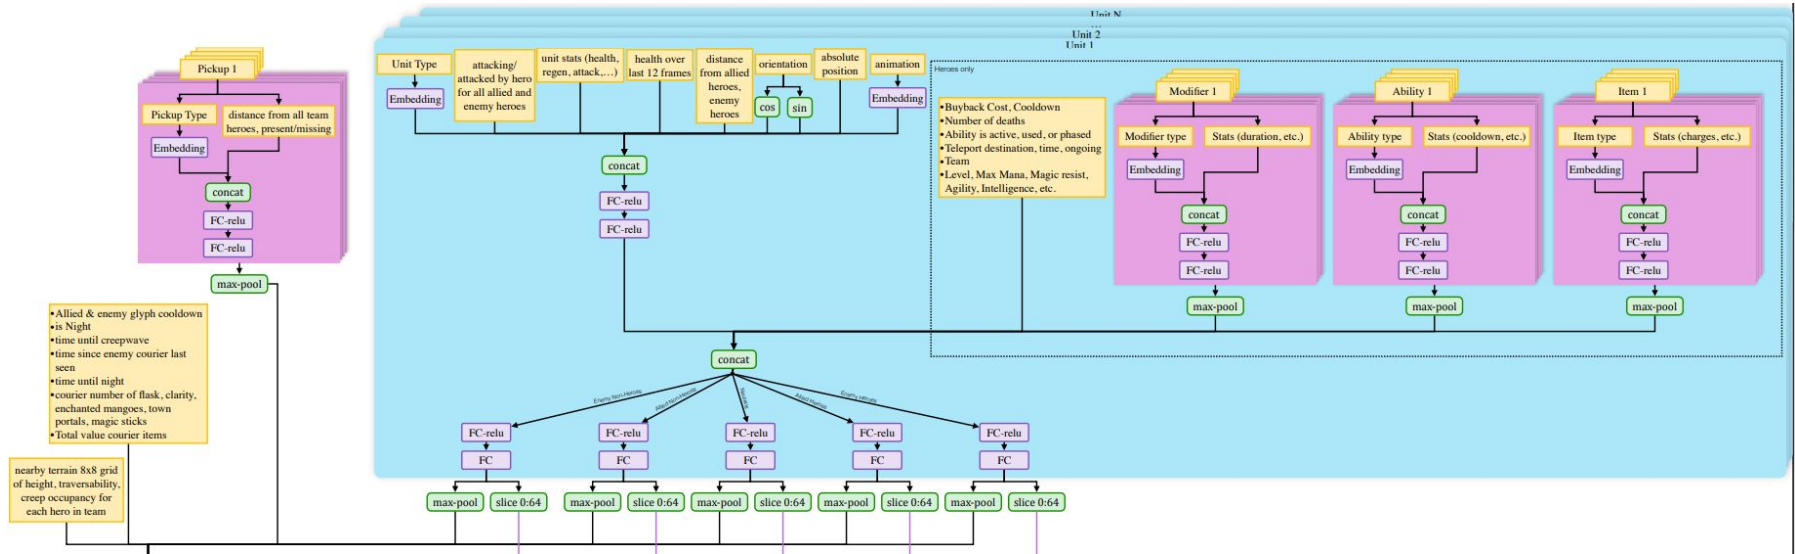 Unit N
...
Unit 2
Unit 1
Pickup 1
Pickup Type
distance from all team
heroes, present/missing
Embedding
concat
FC-relu
FC-relu
max-pool
•Allied & enemy glyph cooldown
•is Night
•time until creepwave
•time since enemy courier last
seen
•time until night
•courier number of flask, clarity,
enchanted mangoes, town
portals, magic sticks
•Total value courier items
nearby terrain 8x8 grid
of height, traversability,
creep occupancy for
each hero in team
Unit Type
Embedding
attacking/
attacked by hero
for all allied and
enemy heroes
unit stats (health,
regen, attack,...)
health over
last 12 frames
distance
from allied
heroes,
enemy
heroes
orientation
cos
sin
absolute
position
animation
Embedding
concat
FC-relu
FC-relu
Heroes only
•Buyback Cost, Cooldown
•Number of deaths
•Ability is active, used, or phased
•Teleport destination, time, ongoing
•Team
•Level, Max Mana, Magic resist,
Agility, Intelligence, etc.
Modifier 1
Modifier type
Stats (duration, etc.)
Embedding
concat
FC-relu
FC-relu
max-pool
Ability 1
Ability type
Stats (cooldown, etc.)
Embedding
concat
FC-relu
FC-relu
max-pool
Item 1
Item type
Stats (charges, etc.)
Embedding
concat
FC-relu
FC-relu
max-pool
concat
Enemy Non-Heroes
Allied Non-Heroes
Neutrals
Allied Heroes
Enemy Heroes
FC-relu
FC
max-pool
slice 0:64
FC-relu
FC
max-pool
slice 0:64
FC-relu
FC
max-pool
slice 0:64
FC-relu
FC
max-pool
slice 0:64
FC-relu
FC
max-pool
slice 0:64